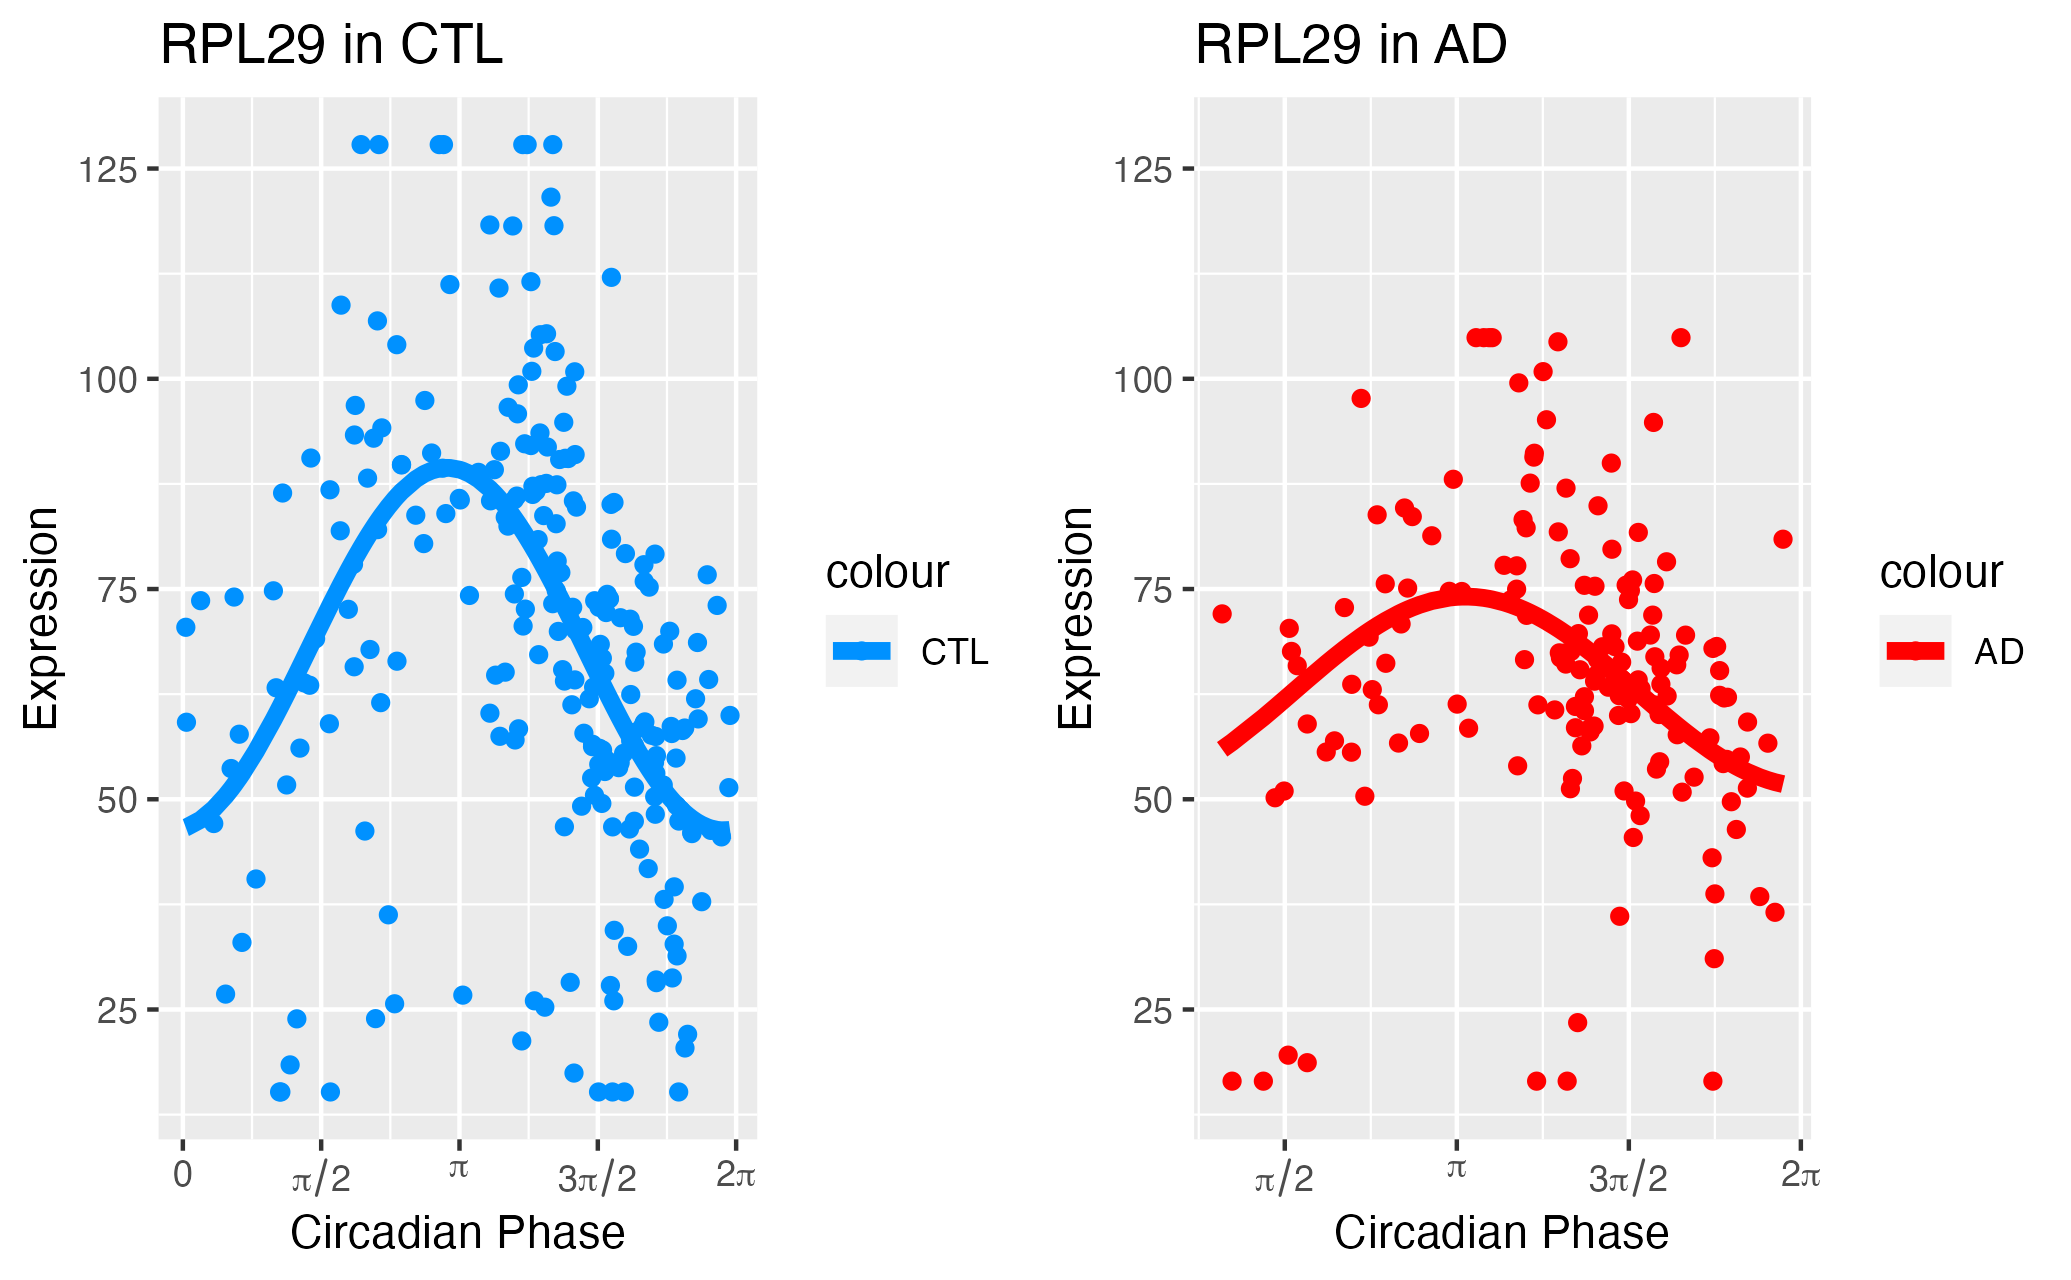 RPL29 in CTL
125
100
75
50
25
Expression
0
π/2
π
3π/2
2π
Circadian Phase
colour
CTL
RPL29 in AD
125
100
75
50
25
Expression
π/2
π
3π/2
2π
Circadian Phase
colour
AD